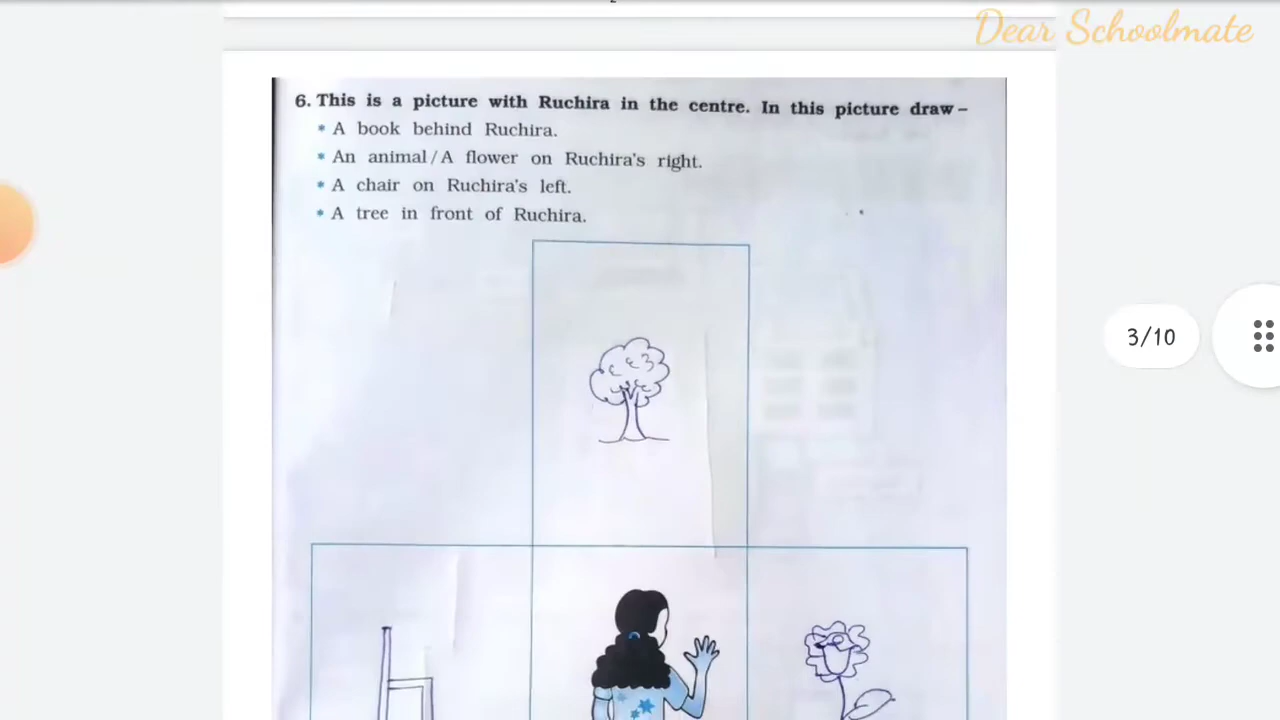 Dear Schoolmate
6. This is a picture with Ruchira in the centre. In this picture draw –
* A book behind Ruchira.
* An animal/A flower on Ruchira's right.
* A chair on Ruchira's left.
* A tree in front of Ruchira.
3/10